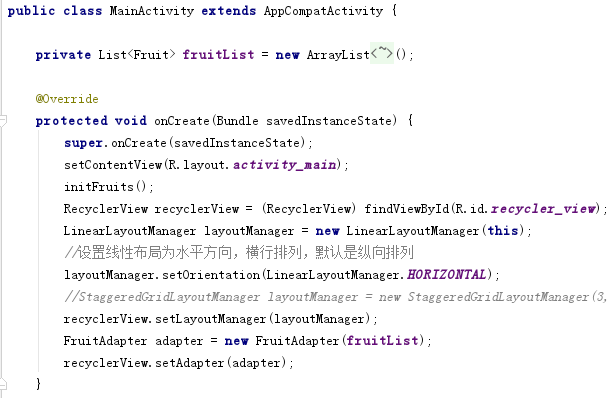 public class MainActivity extends AppCompatActivity {
private List<Fruit> fruitList = new ArrayList<~>();
@Override
protected void onCreate(Bundle savedInstanceState) {
super.onCreate(savedInstanceState);
setContentView(R.layout.activity_main);
initFruits();
RecyclerView recyclerView = (RecyclerView) findViewById(R.id.recycler_view);
LinearLayoutManager layoutManager = new LinearLayoutManager(this);
//设置线性布局为水平方向，横行排列，默认是纵向排列
layoutManager.setOrientation(LinearLayoutManager.HORIZONTAL);
//StaggeredGridLayoutManager layoutManager = new StaggeredGridLayoutManager(3,
recyclerView.setLayoutManager(layoutManager);
FruitAdapter adapter = new FruitAdapter(fruitList);
recyclerView.setAdapter(adapter);
}